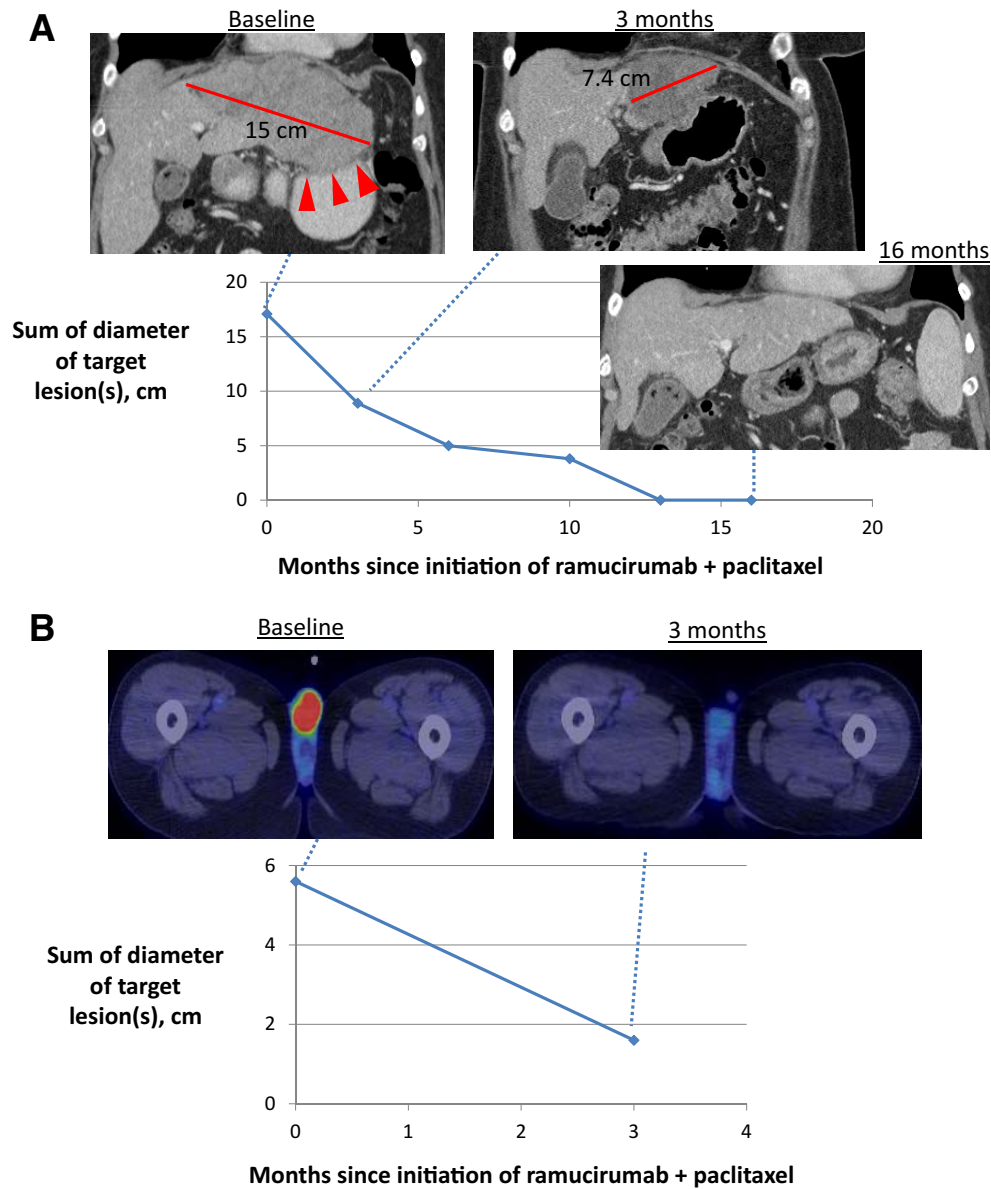 A
Baseline
3 months
15 cm
7.4 cm
16 months
Sum of diameter
of target
lesion(s), cm
20
15
10
5
0
0
5
10
15
20
Months since initiation of ramucirumab + paclitaxel
B
Baseline
3 months
Sum of diameter
of target
lesion(s), cm
6
4
2
0
0
1
2
3
4
Months since initiation of ramucirumab + paclitaxel